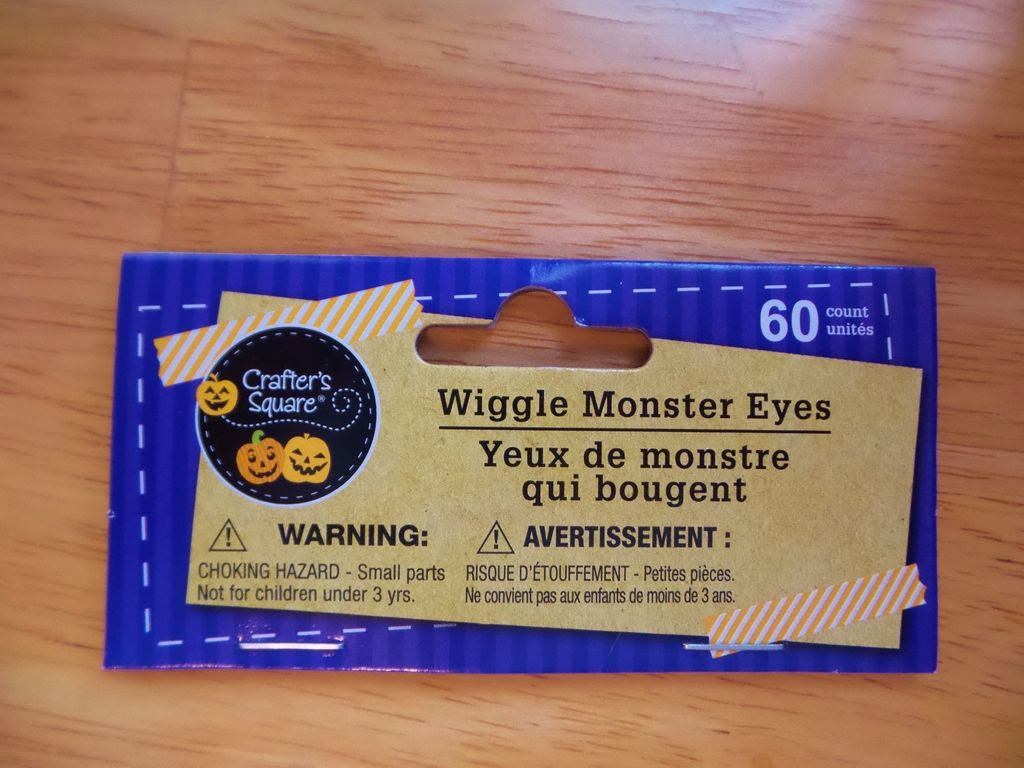 60 count
unités
Crafter's
Square®
Wiggle Monster Eyes
Yeux de monstre
qui bougent
WARNING:
CHOKING HAZARD - Small parts
Not for children under 3 yrs.
AVERTISSEMENT :
RISQUE D'ÉTOUFFEMENT - Petites pièces.
Ne convient pas aux enfants de moins de 3 ans.